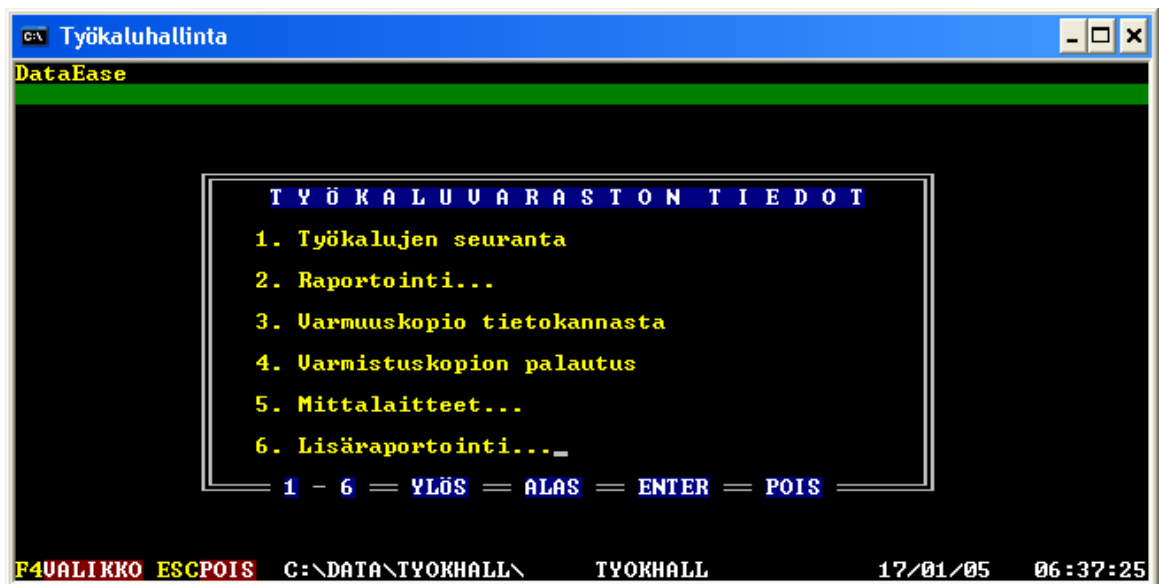 Työkaluhallinta
DataEase
T Y Ö K A L U V A R A S T O N T I E D O T
1. Työkalujen seuranta
2. Raportointi...
3. Varmuuskopio tietokannasta
4. Varmistuskopion palautus
5. Mittalaitteet...
6. Lisäraportointi...
1 - 6 YLÖS ALAS ENTER POIS
F4VALIKKO ESCPOIS C:\DATA\TYOKHALL\ TYOKHALL 17/01/05 06:37:25